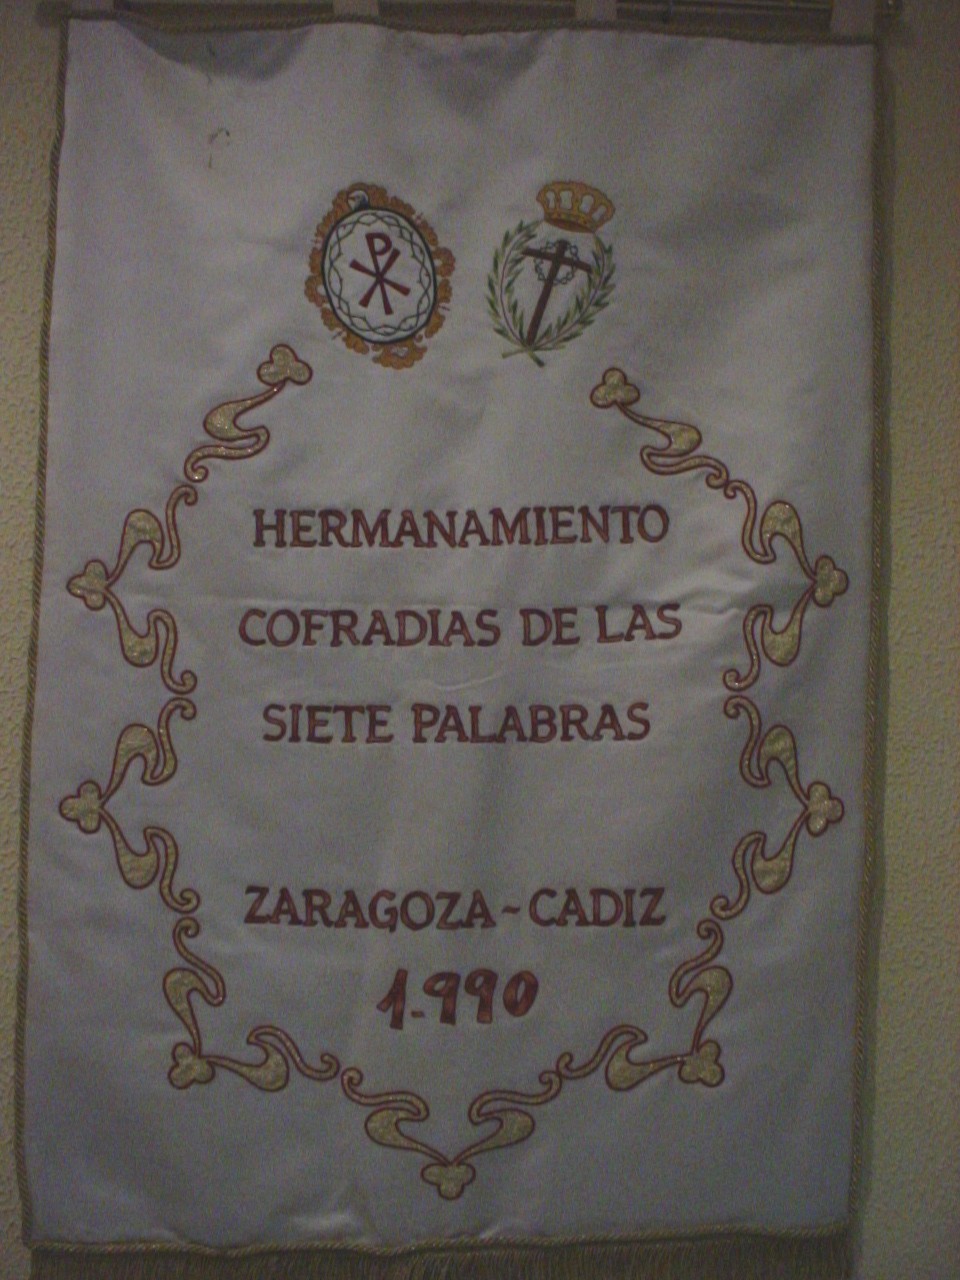 HERMANAMIENTO
COFRADIAS DE LAS
SIETE PALABRAS
ZARAGOZA - CADIZ
1.990